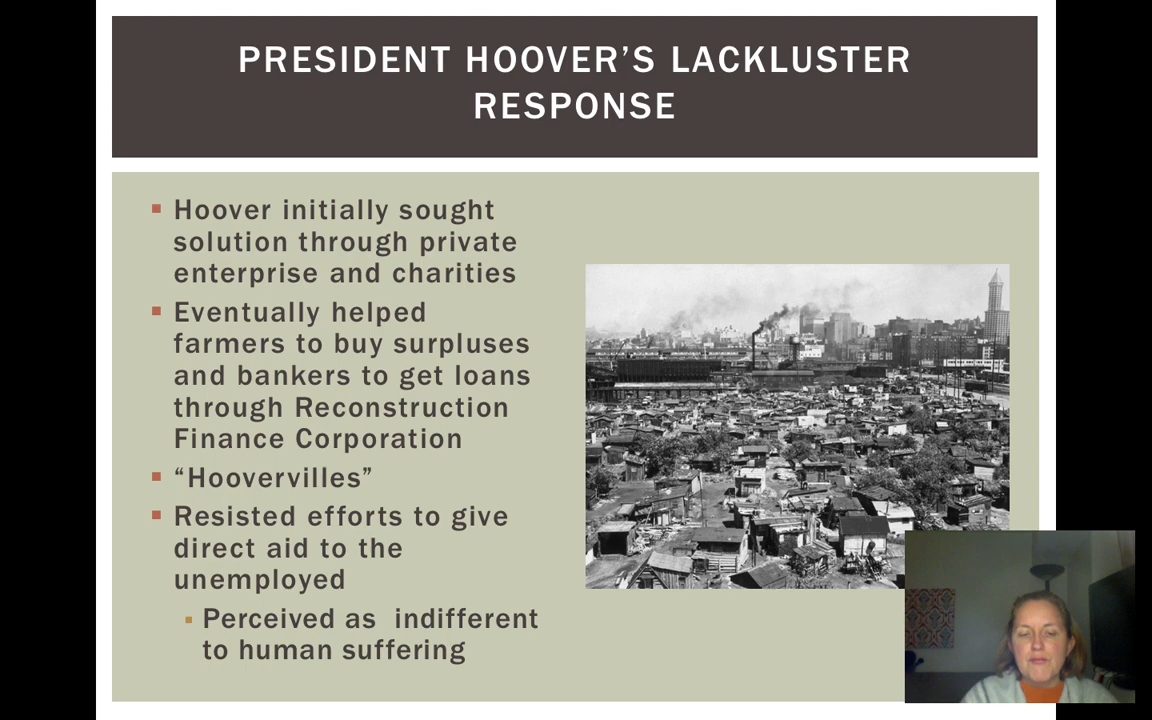 PRESIDENT HOOVER’S LACKLUSTER
RESPONSE
Hoover initially sought
solution through private
enterprise and charities
Eventually helped
farmers to buy surpluses
and bankers to get loans
through Reconstruction
Finance Corporation
“Hoovervilles”
Resisted efforts to give
direct aid to the
unemployed
Perceived as  indifferent
to human suffering